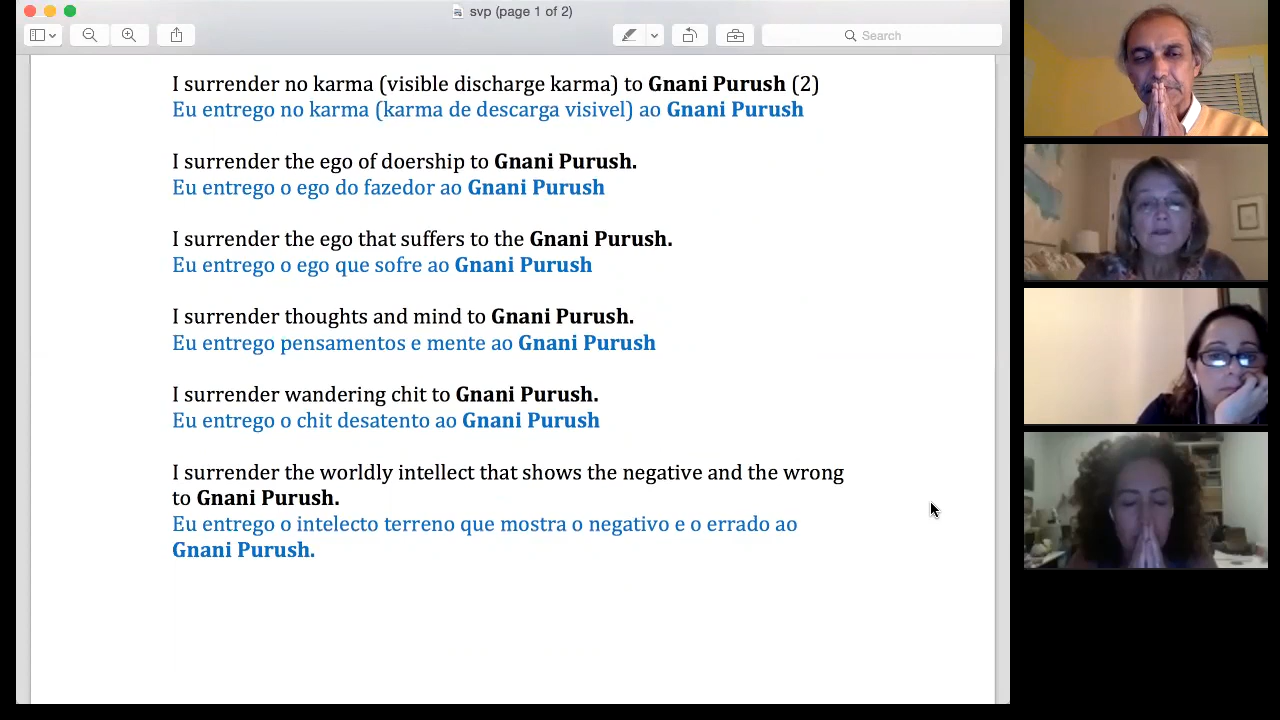 svp (page 1 of 2)
Search
I surrender no karma (visible discharge karma) to Gnani Purush (2)
Eu entrego no karma (karma de descarga visivel) ao Gnani Purush
I surrender the ego of doership to Gnani Purush.
Eu entrego o ego do fazedor ao Gnani Purush
I surrender the ego that suffers to the Gnani Purush.
Eu entrego o ego que sofre ao Gnani Purush
I surrender thoughts and mind to Gnani Purush.
Eu entrego pensamentos e mente ao Gnani Purush
I surrender wandering chit to Gnani Purush.
Eu entrego o chit desatento ao Gnani Purush
I surrender the worldly intellect that shows the negative and the wrong
to Gnani Purush.
Eu entrego o intelecto terreno que mostra o negativo e o errado ao
Gnani Purush.